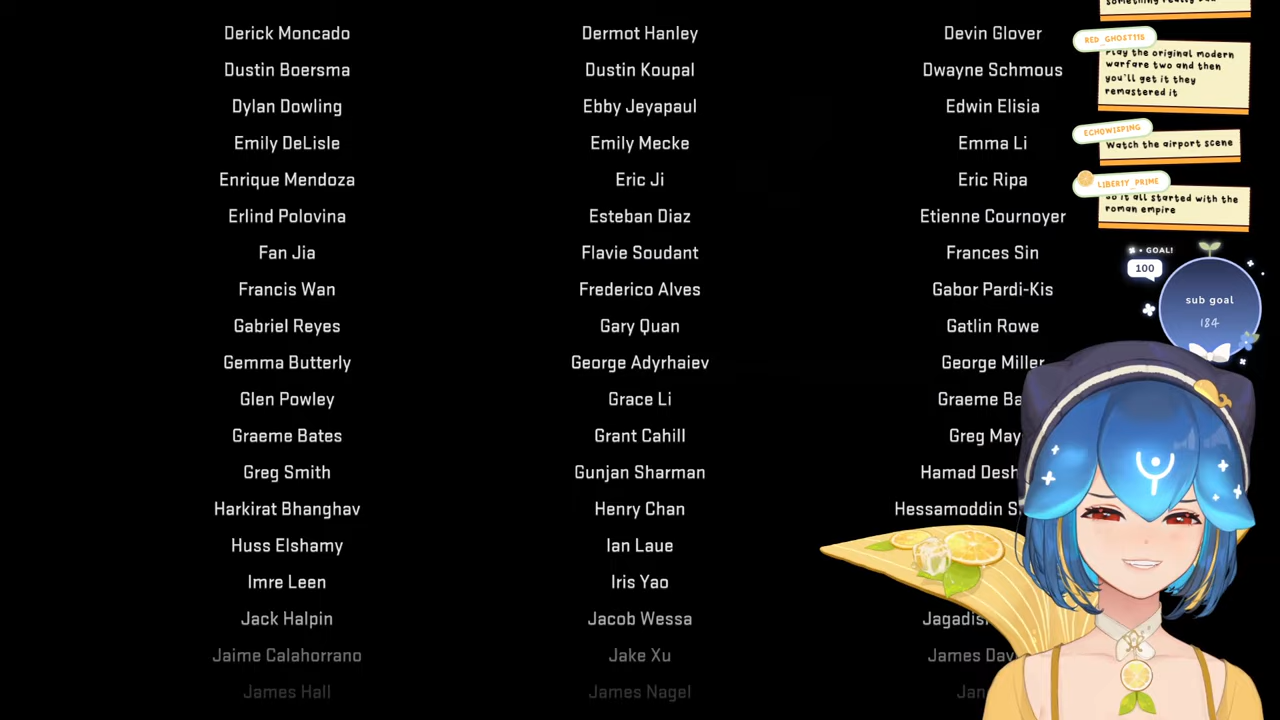 Derick Moncado Dermot Hanley Devin Glover
Dustin Boersma Dustin Koupal Dwayne Schmous
Dylan Dowling Ebby Jeyapaul Edwin Elisia
Emily DeLisle Emily Mecke Emma Li
Enrique Mendoza Eric Ji Eric Ripa
Erlind Polovina Esteban Diaz Etienne Cournoyer
Fan Jia Flavie Soudant Frances Sin
Francis Wan Frederico Alves Gabor Pardi-Kis
Gabriel Reyes Gary Quan Gatlin Rowe
Gemma Butterly George Adyrhaiev George Miller
Glen Powley Grace Li Graeme
Graeme Bates Grant Cahill Greg May
Greg Smith Gunjan Sharman Hamad
Harkirat Bhanghav Henry Chan Hessamoddin
Huss Elshamy Ian Laue
Imre Leen Iris Yao
Jack Halpin Jacob Wessa
Jaime Calahorrano Jake Xu James
James Hall James Nagel
RED_GHOST115
Play the original modern
warfare two and then
you'll get it they
remastered it
ECHOWISPING
Watch the airport scene
LIBERTY_PRIME
So it all started with the
roman empire
GOAL!
100
sub goal
184